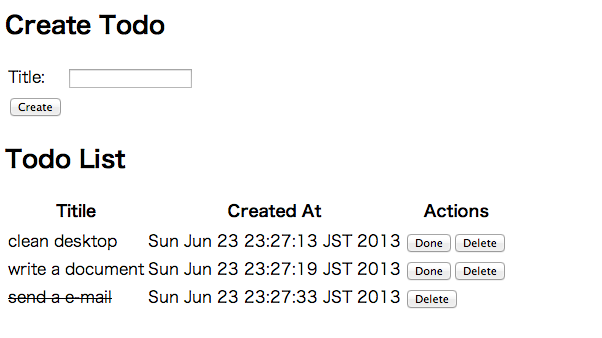 Create Todo
Title:
Create
Todo List
Titile Created At Actions
clean desktop Sun Jun 23 23:27:13 JST 2013 Done Delete
write a document Sun Jun 23 23:27:19 JST 2013 Done Delete
send a e-mail Sun Jun 23 23:27:33 JST 2013 Delete